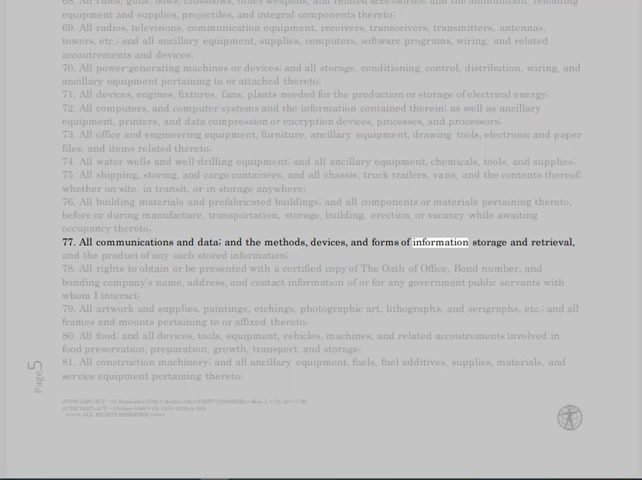 68. All rifles, guns, bows, crossbows, other weapons, and related accessories; and the ammunition, reloading
equipment and supplies, projectiles, and integral components thereto;
69. All radios, televisions, communication equipment, receivers, transceivers, transmitters, antennas,
towers, etc.; and all ancillary equipment, supplies, computers, software programs, wiring, and related
accoutrements and devices;
70. All power-generating machines or devices; and all storage, conditioning, control, distribution, wiring, and
ancillary equipment pertaining to or attached thereto;
71. All devices, engines, fixtures, fans, plants needed for the production or storage of electrical energy;
72. All computers, and computer systems and the information contained therein; as well as ancillary
equipment, printers, and data compression or encryption devices, processes, and processors;
73. All office and engineering equipment, furniture, ancillary equipment, drawing tools, electronic and paper
files, and items related thereto;
74. All water wells and well-drilling equipment; and all ancillary equipment, chemicals, tools, and supplies;
75. All shipping, storing, and cargo containers, and all chassis, truck trailers, vans, and the contents thereof;
whether on-site, in transit, or in storage anywhere;
76. All building materials and prefabricated buildings; and all components or materials pertaining thereto,
before or during manufacture, transportation, storage, building, erection, or vacancy while awaiting
occupancy thereto;
77. All communications and data; and the methods, devices, and forms of information storage and retrieval,
and the product of any such stored information;
78. All rights to obtain or be presented with a certified copy of The Oath of Office, Bond number, and
bonding company's name, address, and contact information of or for any government public servants with
whom I interact;
79. All artwork and supplies, paintings, etchings, photographic art, lithographs, and serigraphs, etc.; and all
frames and mounts pertaining to or affixed thereto;
80. All food; and all devices, tools, equipment, vehicles, machines, and related accoutrements involved in
food preservation, preparation, growth, transport, and storage;
81. All construction machinery; and all ancillary equipment, fuels, fuel additives, supplies, materials, and
service equipment pertaining thereto;
Page 5
ALL RIGHTS RESERVED